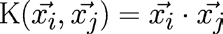 K(x⃗ᵢ, x⃗ⱼ) = x⃗ᵢ · x⃗ⱼ